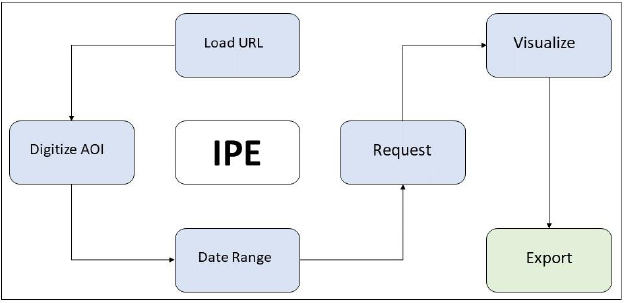 Load URL
Visualize
Digitize AOI
IPE
Request
Date Range
Export